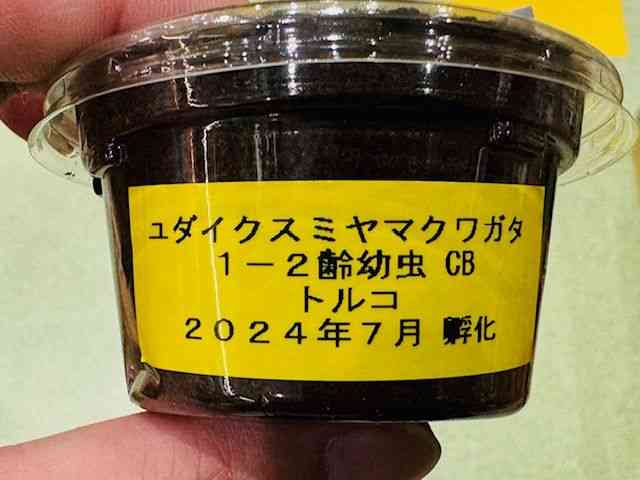 ユダイクスミヤマクワガタ
１－２齢幼虫 CB
トルコ
２０２４年７月 孵化